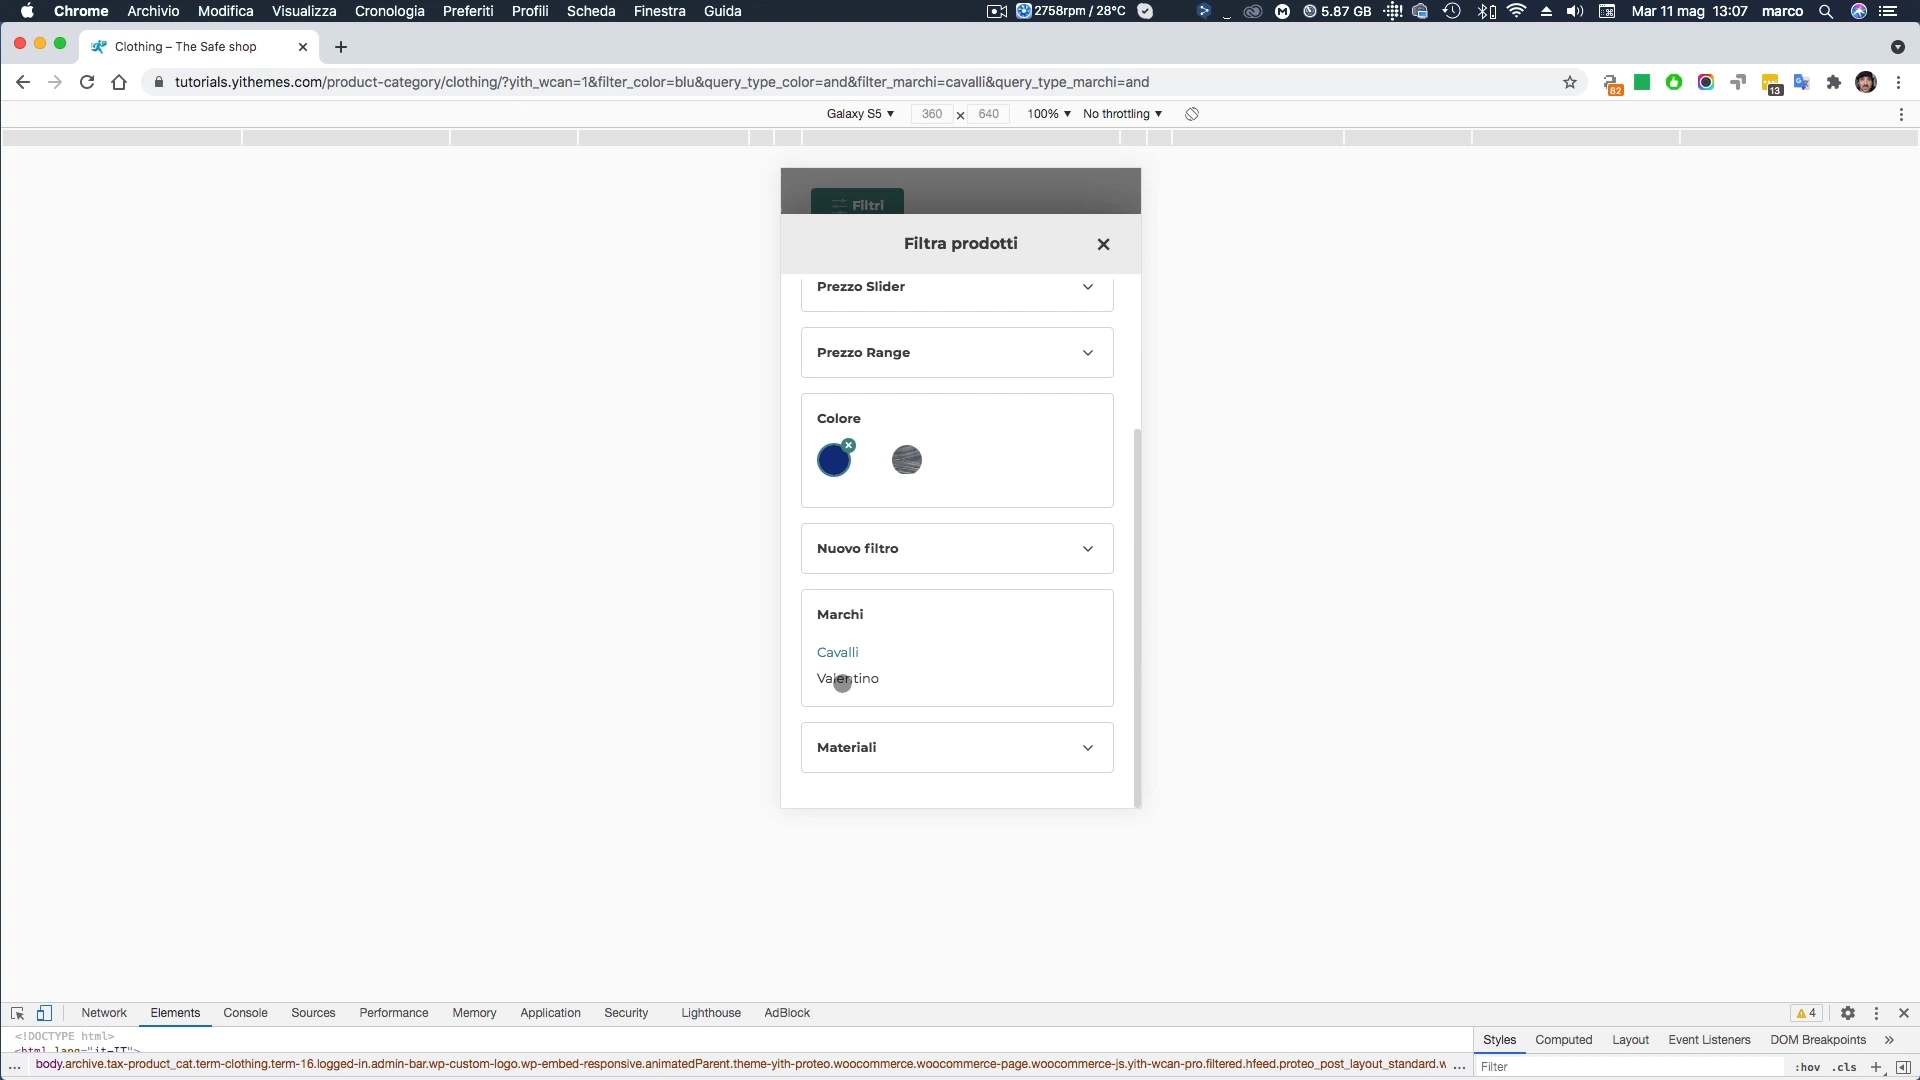 Chrome Archivio Modifica Visualizza Cronologia Preferiti Profili Scheda Finestra Guida 2758rpm / 28°C 5.87 GB Mar 11 mag 13:07 marco
Clothing – The Safe shop
tutorials.yithemes.com/product-category/clothing/?yith_wcan=1&filter_color=blu&query_type_color=and&filter_marchi=cavalli&query_type_marchi=and 82 13
Galaxy S5 ▼ 360 × 640 100% ▼ No throttling ▼
Filtri
Filtra prodotti
Prezzo Slider
Prezzo Range
Colore
Nuovo filtro
Marchi
Cavalli
Valentino
Materiali
Network Elements Console Sources Performance Memory Application Security Lighthouse AdBlock 4
<!DOCTYPE html>
<html lang="it-IT">
Styles Computed Layout Event Listeners DOM Breakpoints »
... body.archive.tax-product_cat.term-clothing.term-16.logged-in.admin-bar.wp-custom-logo.wp-embed-responsive.animatedParent.theme-yith-proteo.woocommerce.woocommerce-page.woocommerce-js.yith-wcan-pro.filtered.hfeed.proteo_post_layout_standard.w ...
Filter :hov .cls +